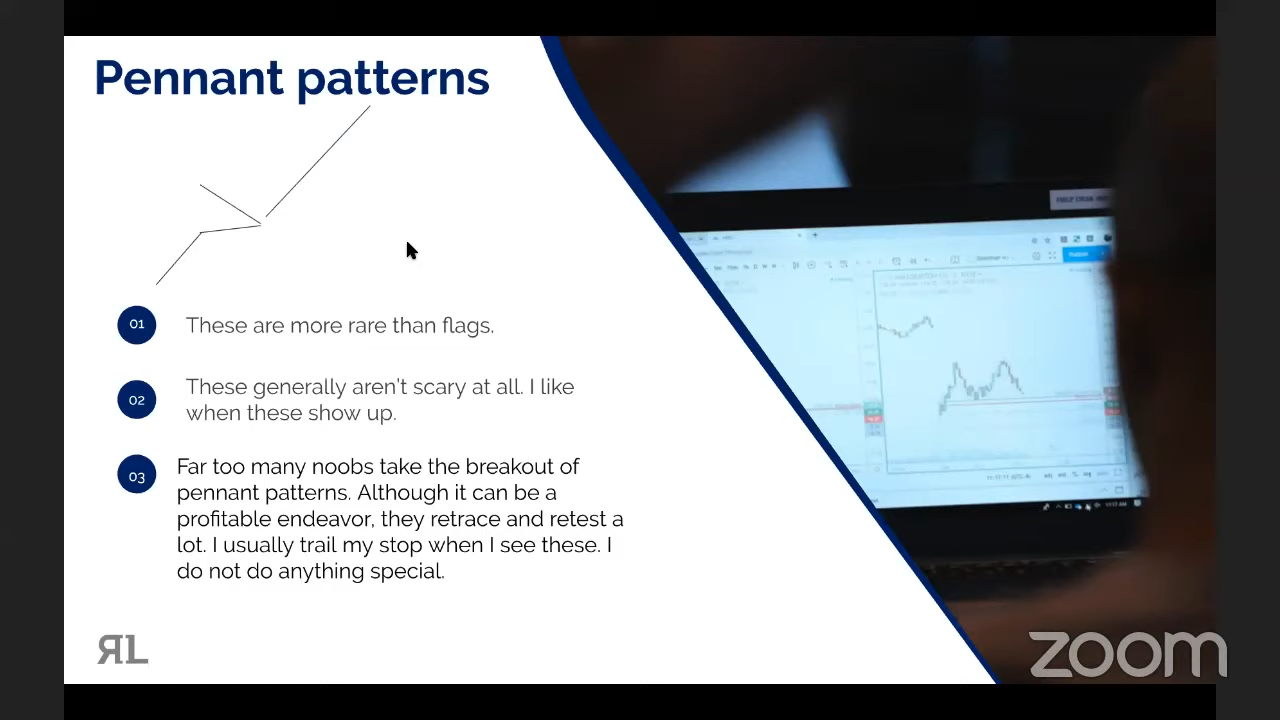 Pennant patterns
01 These are more rare than flags.
02 These generally aren't scary at all. I like
when these show up.
03 Far too many noobs take the breakout of
pennant patterns. Although it can be a
profitable endeavor, they retrace and retest a
lot. I usually trail my stop when I see these. I
do not do anything special.
zoom